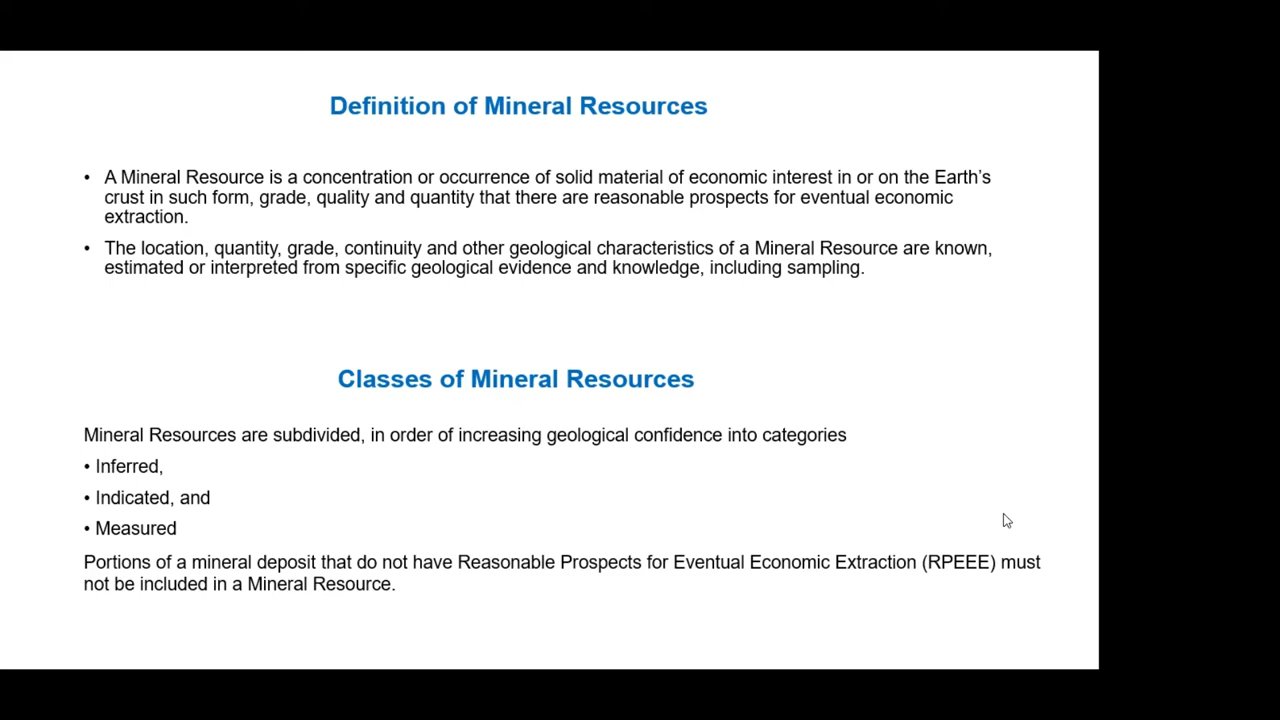 Definition of Mineral Resources
• A Mineral Resource is a concentration or occurrence of solid material of economic interest in or on the Earth’s
crust in such form, grade, quality and quantity that there are reasonable prospects for eventual economic
extraction.
• The location, quantity, grade, continuity and other geological characteristics of a Mineral Resource are known,
estimated or interpreted from specific geological evidence and knowledge, including sampling.
Classes of Mineral Resources
Mineral Resources are subdivided, in order of increasing geological confidence into categories
• Inferred,
• Indicated, and
• Measured
Portions of a mineral deposit that do not have Reasonable Prospects for Eventual Economic Extraction (RPEEE) must
not be included in a Mineral Resource.